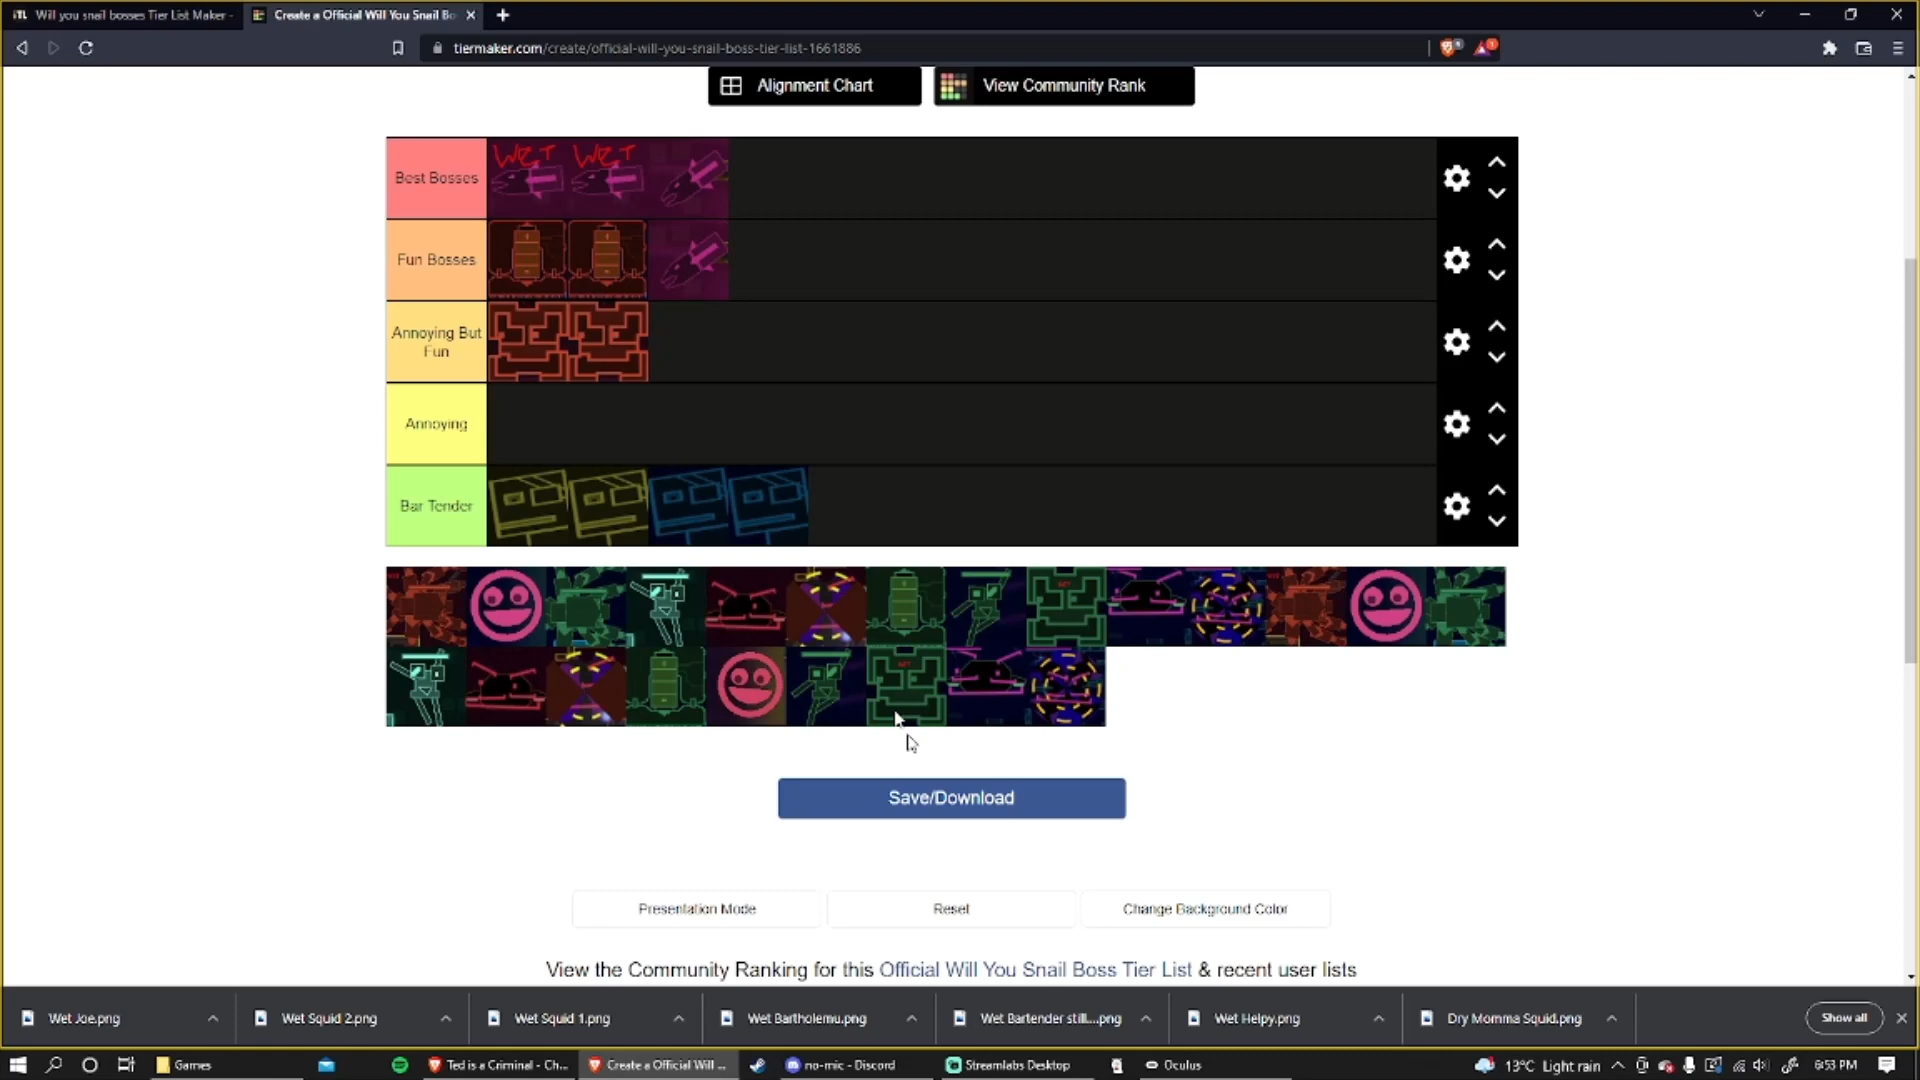 Will you snail bosses Tier List Maker -
Create a Official Will You Snail Bo
tiermaker.com/create/official-will-you-snail-boss-tier-list-1661886
Alignment Chart
View Community Rank
Best Bosses
WET WET
Fun Bosses
Annoying But
Fun
Annoying
Bar Tender
Save/Download
Presentation Mode
Reset
Change Background Color
View the Community Ranking for this Official Will You Snail Boss Tier List & recent user lists
Wet Joe.png
Wet Squid 2.png
Wet Squid 1.png
Wet Bartholemu.png
Wet Bartender still....png
Wet Helpy.png
Dry Momma Squid.png
Show all
Games
Ted is a Criminal - Ch...
Create a Official Will ...
no-mic - Discord
Streamlabs Desktop
Oculus
13°C Light rain
6:53 PM